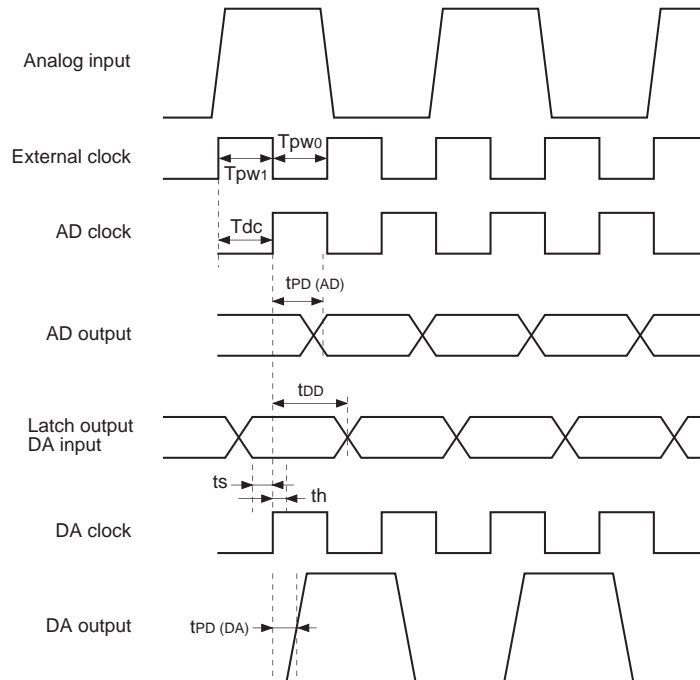 Analog input
External clock
Tpw1
Tpw0
AD clock
Tdc
tPD (AD)
AD output
tDD
Latch output
DA input
ts
th
DA clock
DA output
tPD (DA)